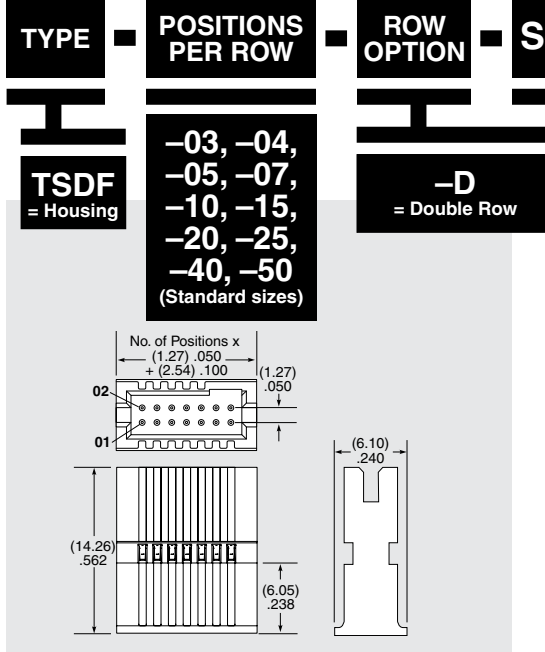 TYPE
POSITIONS
PER ROW
ROW
OPTION
S
TSDF
= Housing
–03, –04,
–05, –07,
–10, –15,
–20, –25,
–40, –50
(Standard sizes)
–D
= Double Row
No. of Positions x
(1.27) .050
+ (2.54) .100
(1.27)
.050
02
01
(6.10)
.240
(14.26)
.562
(6.05)
.238